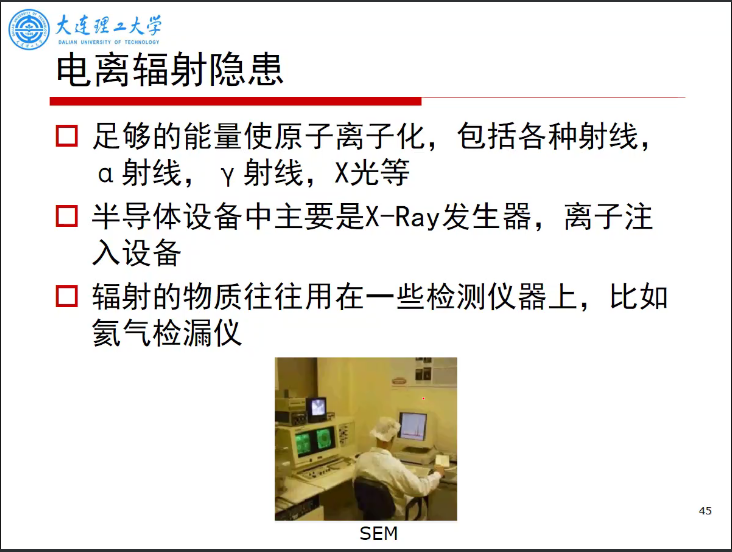 大连理工大学
DALIAN UNIVERSITY OF TECHNOLOGY
电离辐射隐患
足够的能量使原子离子化，包括各种射线，
α射线，γ射线，X光等
半导体设备中主要是X-Ray发生器，离子注
入设备
辐射的物质往往用在一些检测仪器上，比如
氦气检漏仪
SEM
45